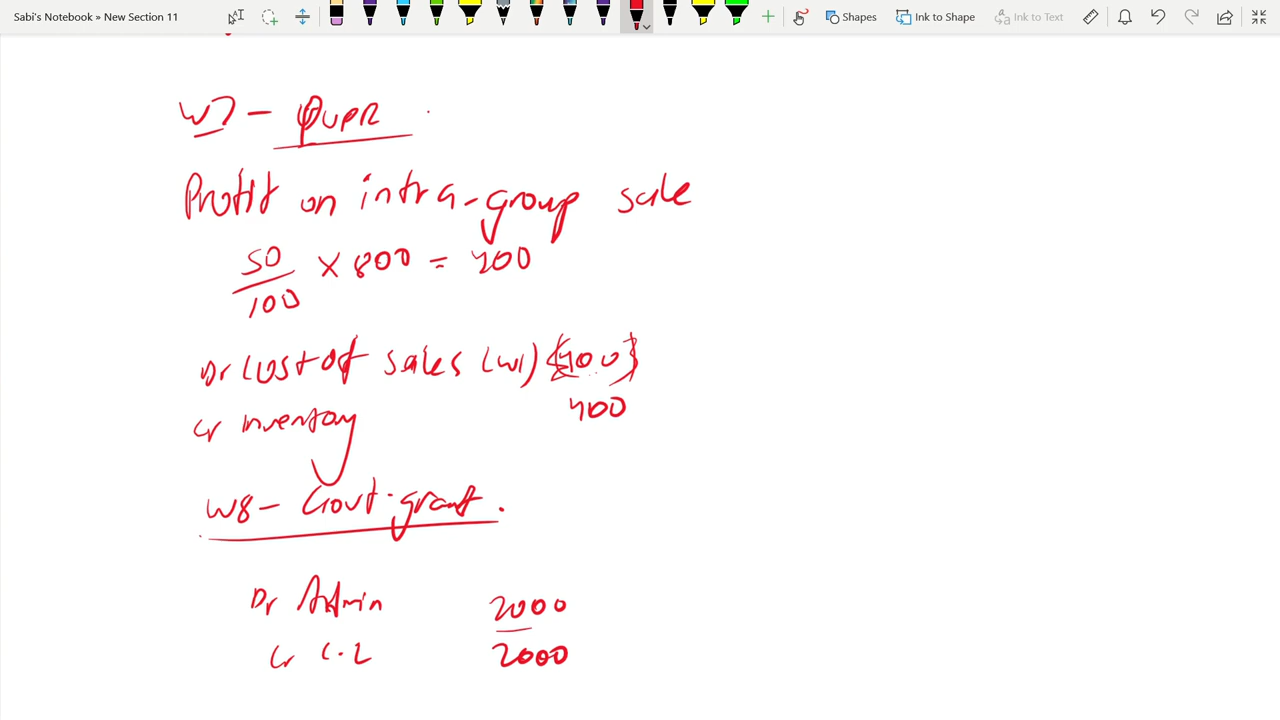 Sabi's Notebook » New Section 11
Shapes
Ink to Shape
Ink to Text
W7 - PUPR
Profit on intra-group sale
50/100 × 800 = 400
Dr Cost of sales (W1) {400}
Cr inventory 400
W8 - Govt. grant.
Dr Admin 2000
Cr C.L 2000